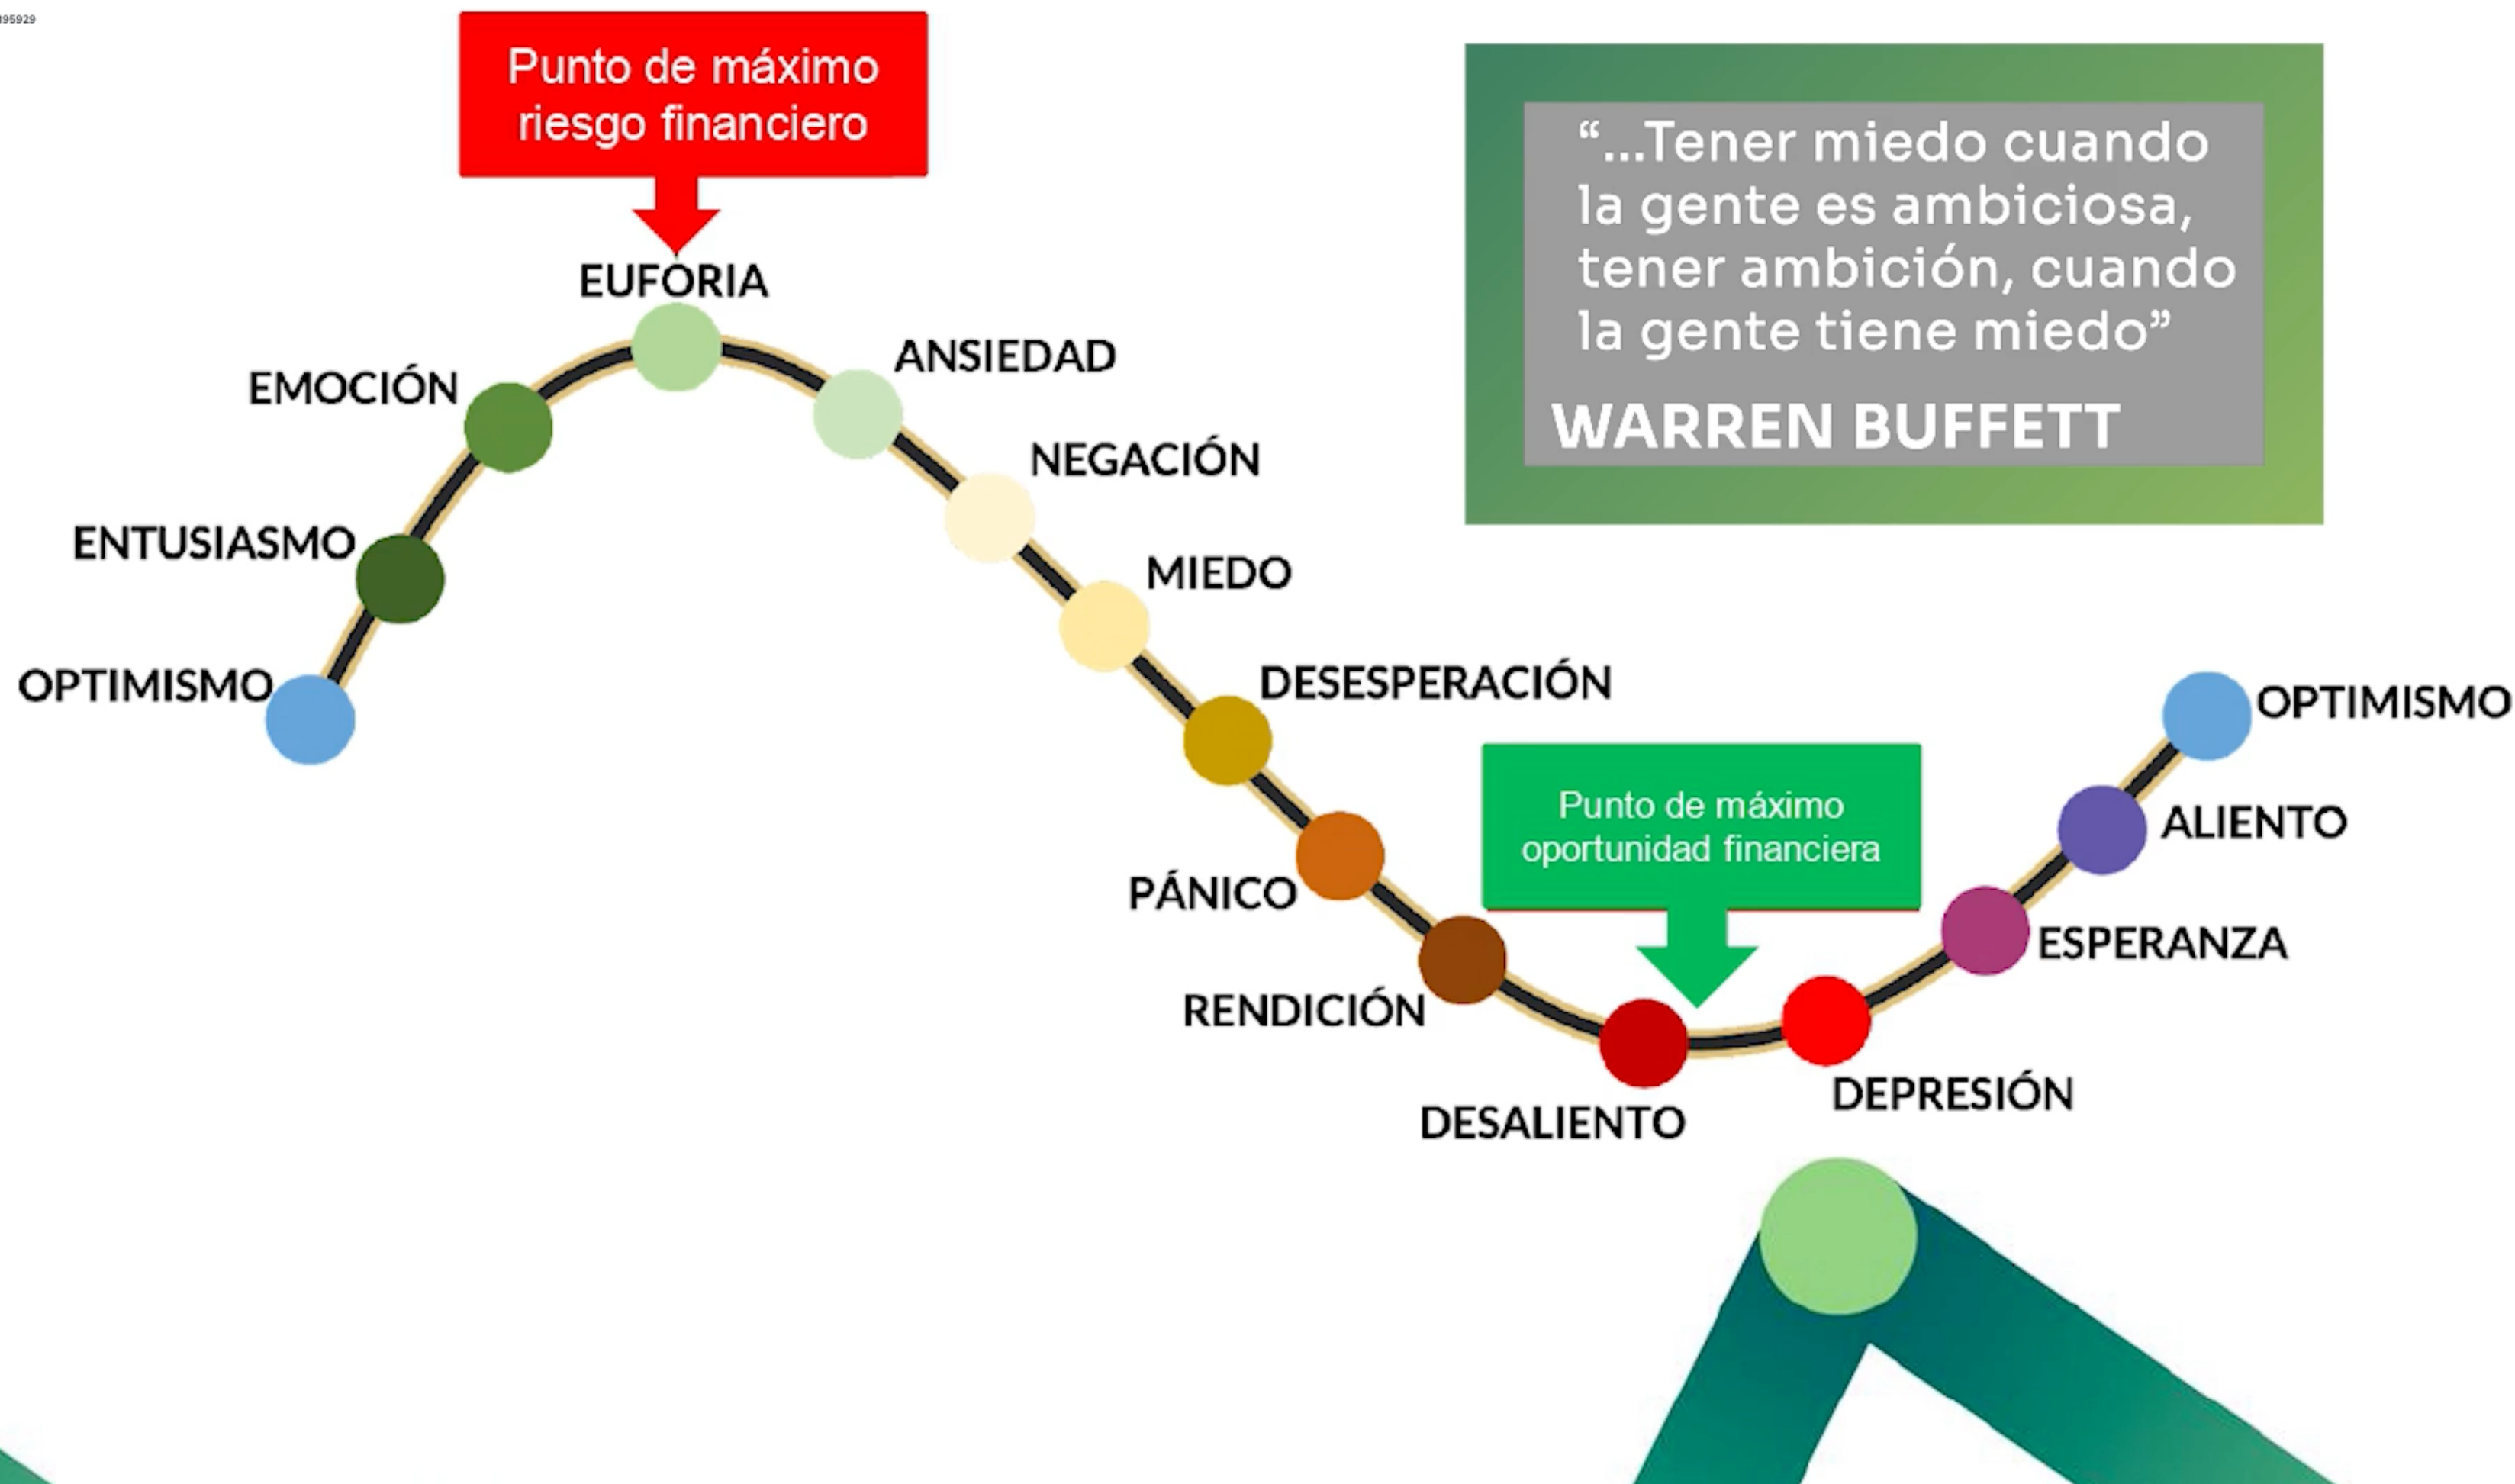 Punto de máximo
riesgo financiero
“...Tener miedo cuando
la gente es ambiciosa,
tener ambición, cuando
la gente tiene miedo”
WARREN BUFFETT
EUFORIA
EMOCIÓN
ANSIEDAD
NEGACIÓN
ENTUSIASMO
MIEDO
OPTIMISMO
DESESPERACIÓN
OPTIMISMO
Punto de máximo
oportunidad financiera
ALIENTO
PÁNICO
ESPERANZA
RENDICIÓN
DEPRESIÓN
DESALIENTO